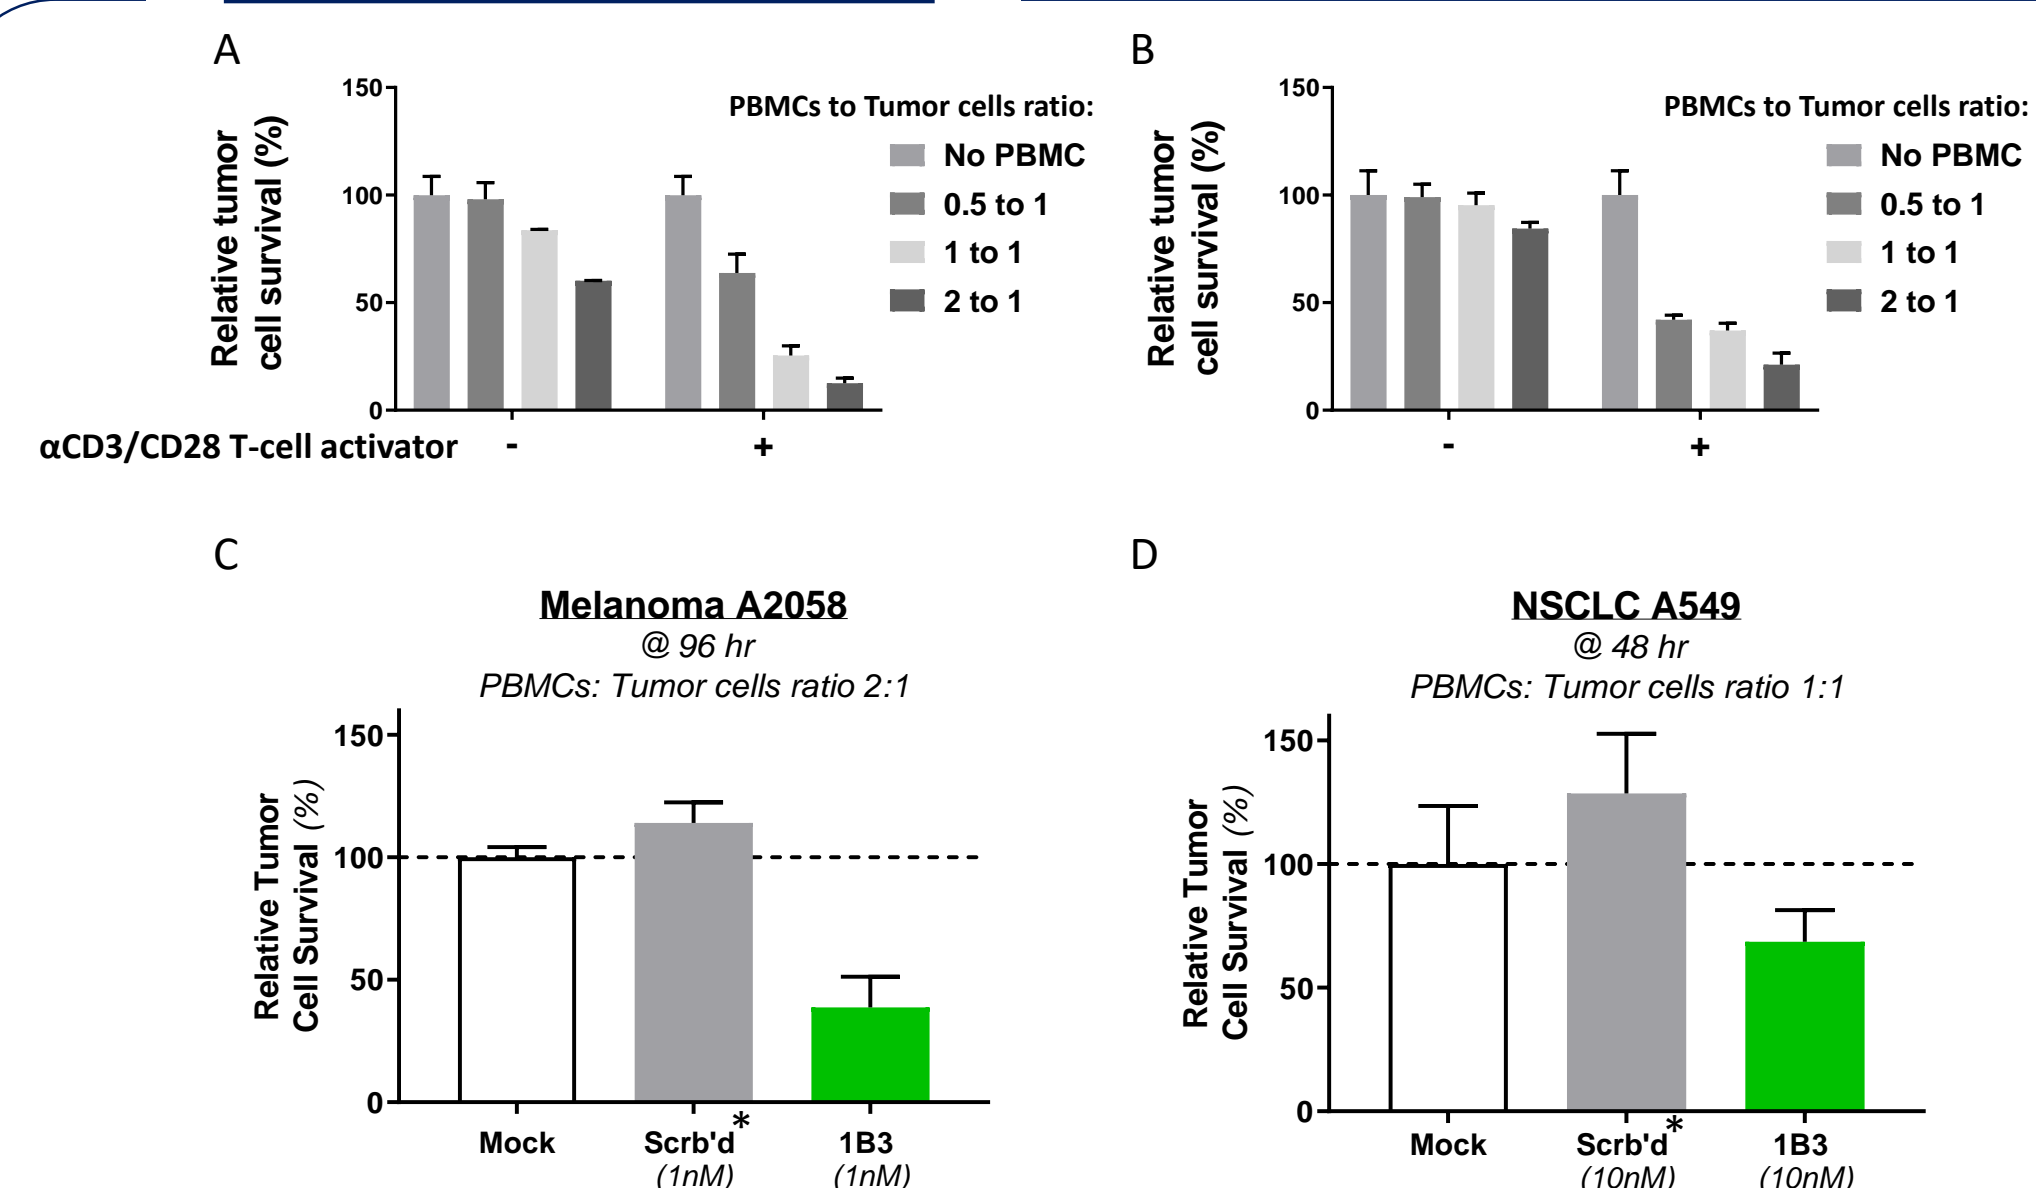 A
150
100
50
0
Relative tumor
cell survival (%)
PBMCs to Tumor cells ratio:
No PBMC
0.5 to 1
1 to 1
2 to 1
αCD3/CD28 T-cell activator - +
B
150
100
50
0
Relative tumor
cell survival (%)
PBMCs to Tumor cells ratio:
No PBMC
0.5 to 1
1 to 1
2 to 1
- +
C
Melanoma A2058
@ 96 hr
PBMCs: Tumor cells ratio 2:1
150
100
50
0
Relative Tumor
Cell Survival (%)
Mock Scrb'd* 1B3
(1nM) (1nM)
D
NSCLC A549
@ 48 hr
PBMCs: Tumor cells ratio 1:1
150
100
50
0
Relative Tumor
Cell Survival (%)
Mock Scrb'd* 1B3
(10nM) (10nM)